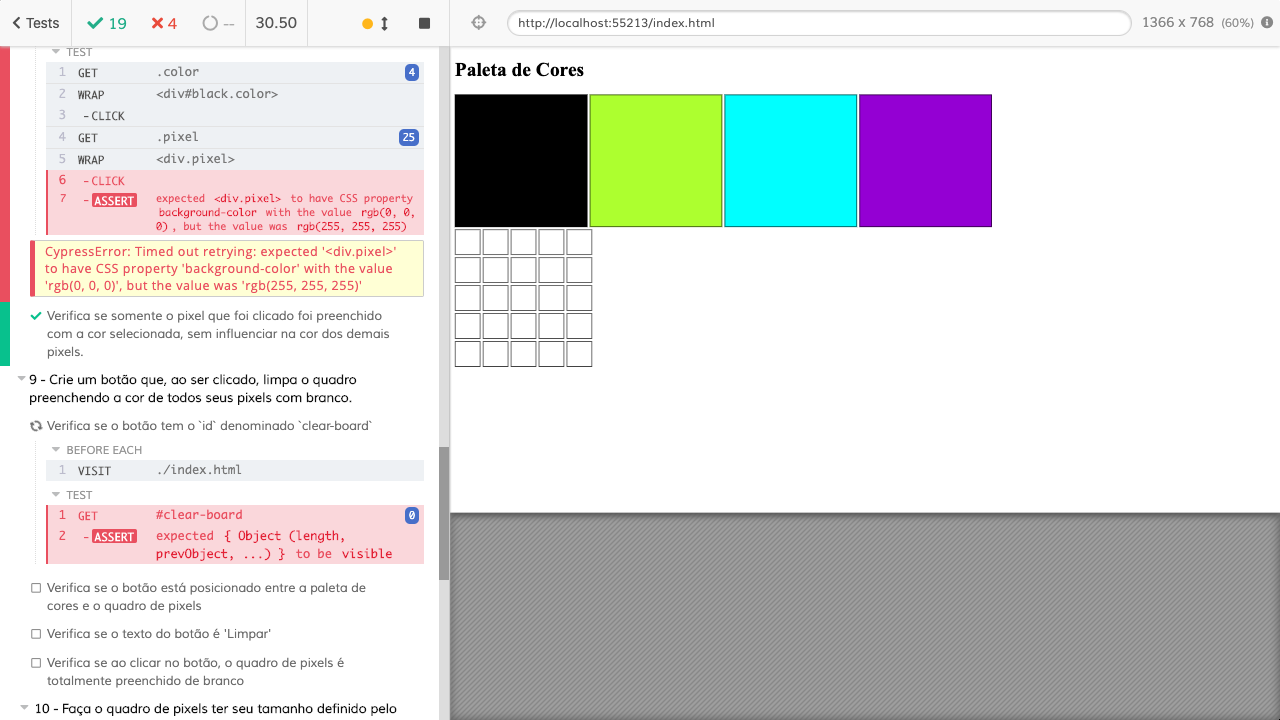 Tests
19
4
--
30.50
http://localhost:55213/index.html
1366 x 768 (60%)
TEST
1 GET .color 4
2 WRAP <div#black.color>
3 -CLICK
4 GET .pixel 25
5 WRAP <div.pixel>
6 -CLICK
7 -ASSERT expected <div.pixel> to have CSS property
background-color with the value rgb(0, 0,
0), but the value was rgb(255, 255, 255)
CypressError: Timed out retrying: expected '<div.pixel>'
to have CSS property 'background-color' with the value
'rgb(0, 0, 0)', but the value was 'rgb(255, 255, 255)'
Verifica se somente o pixel que foi clicado foi preenchido
com a cor selecionada, sem influenciar na cor dos demais
pixels.
9 - Crie um botão que, ao ser clicado, limpa o quadro
preenchendo a cor de todos seus pixels com branco.
Verifica se o botão tem o `id` denominado `clear-board`
BEFORE EACH
1 VISIT ./index.html
TEST
1 GET #clear-board 0
2 -ASSERT expected { Object (length,
prevObject, ...) } to be visible
Verifica se o botão está posicionado entre a paleta de
cores e o quadro de pixels
Verifica se o texto do botão é 'Limpar'
Verifica se ao clicar no botão, o quadro de pixels é
totalmente preenchido de branco
10 - Faça o quadro de pixels ter seu tamanho definido pelo
Paleta de Cores